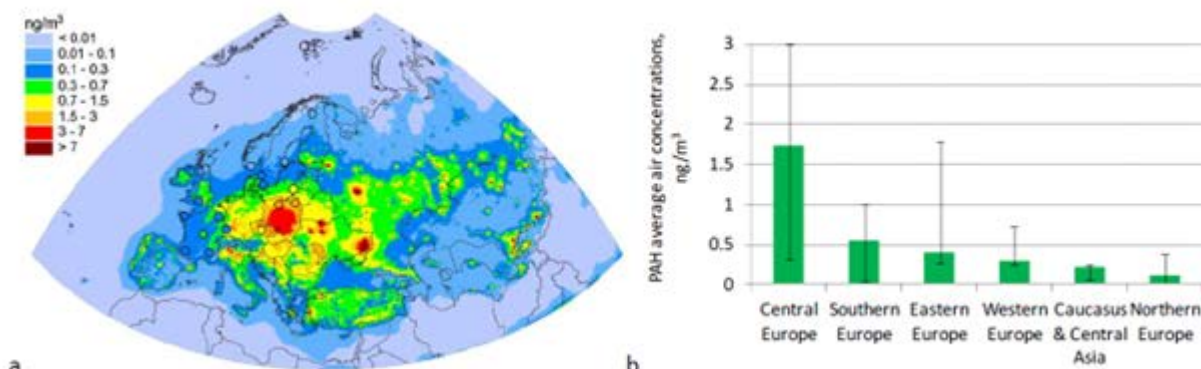 ng/m³
< 0.01
0.01 - 0.1
0.1 - 0.3
0.3 - 0.7
0.7 - 1.5
1.5 - 3
3 - 7
> 7
a
PAH average air concentrations,
ng/m³
3
2.5
2
1.5
1
0.5
0
Central
Europe
Southern
Europe
Eastern
Europe
Western
Europe
Caucasus
& Central
Asia
Northern
Europe
b